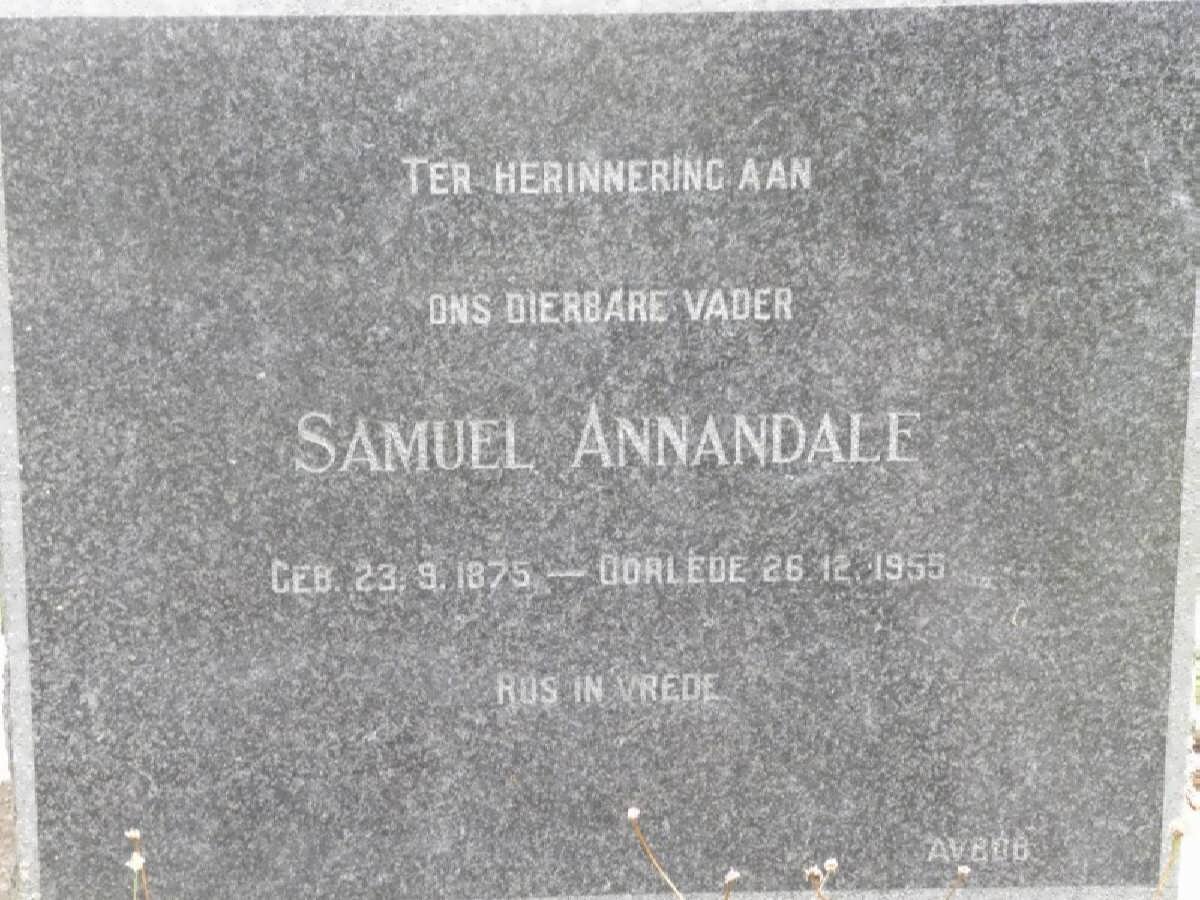 TER HERINNERING AAN
ONS DIERBARE VADER
SAMUEL ANNANDALE
GEB. 23. 9. 1875 — OORLEDE 26. 12. 1955
RUS IN VREDE
AVBOB